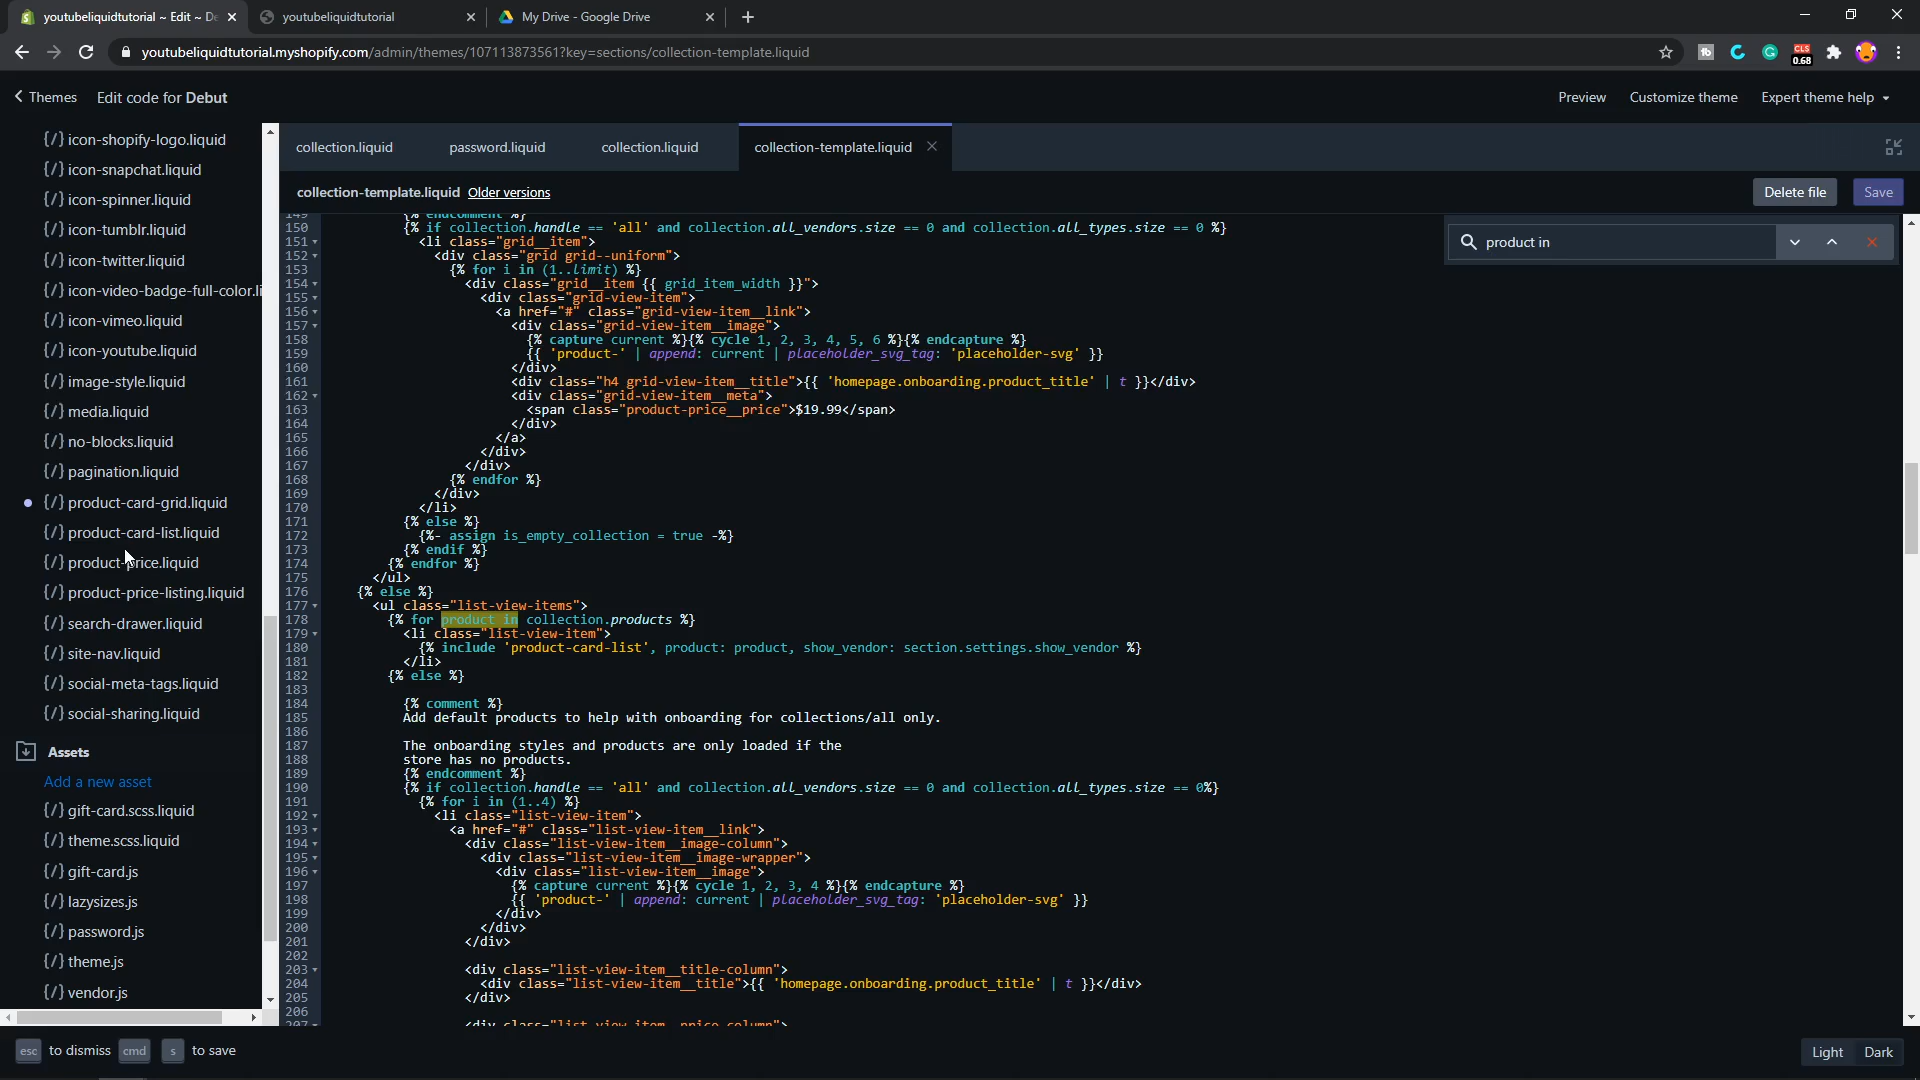 youtubeliquidtutorial ~ Edit ~ De
youtubeliquidtutorial
My Drive - Google Drive
youtubeliquidtutorial.myshopify.com/admin/themes/107113873561?key=sections/collection-template.liquid
CLS
0.68
Themes
Edit code for Debut
Preview
Customize theme
Expert theme help
{/} icon-shopify-logo.liquid
{/} icon-snapchat.liquid
{/} icon-spinner.liquid
{/} icon-tumblr.liquid
{/} icon-twitter.liquid
{/} icon-video-badge-full-color.li
{/} icon-vimeo.liquid
{/} icon-youtube.liquid
{/} image-style.liquid
{/} media.liquid
{/} no-blocks.liquid
{/} pagination.liquid
{/} product-card-grid.liquid
{/} product-card-list.liquid
{/} product-price.liquid
{/} product-price-listing.liquid
{/} search-drawer.liquid
{/} site-nav.liquid
{/} social-meta-tags.liquid
{/} social-sharing.liquid
Assets
Add a new asset
{/} gift-card.scss.liquid
{/} theme.scss.liquid
{/} gift-card.js
{/} lazysizes.js
{/} password.js
{/} theme.js
{/} vendor.js
collection.liquid
password.liquid
collection.liquid
collection-template.liquid
collection-template.liquid Older versions
Delete file
Save
product in
149 {% endcomment %}
150 {% if collection.handle == 'all' and collection.all_vendors.size == 0 and collection.all_types.size == 0 %}
151 <li class="grid__item">
152 <div class="grid grid--uniform">
153 {% for i in (1..limit) %}
154 <div class="grid__item {{ grid_item_width }}">
155 <div class="grid-view-item">
156 <a href="#" class="grid-view-item__link">
157 <div class="grid-view-item__image">
158 {% capture current %}{% cycle 1, 2, 3, 4, 5, 6 %}{% endcapture %}
159 {{ 'product-' | append: current | placeholder_svg_tag: 'placeholder-svg' }}
160 </div>
161 <div class="h4 grid-view-item__title">{{ 'homepage.onboarding.product_title' | t }}</div>
162 <div class="grid-view-item__meta">
163 <span class="product-price__price">$19.99</span>
164 </div>
165 </a>
166 </div>
167 </div>
168 {% endfor %}
169 </div>
170 </li>
171 {% else %}
172 {%- assign is_empty_collection = true -%}
173 {% endif %}
174 {% endfor %}
175 </ul>
176 {% else %}
177 <ul class="list-view-items">
178 {% for product in collection.products %}
179 <li class="list-view-item">
180 {% include 'product-card-list', product: product, show_vendor: section.settings.show_vendor %}
181 </li>
182 {% else %}
183
184 {% comment %}
185 Add default products to help with onboarding for collections/all only.
186
187 The onboarding styles and products are only loaded if the
188 store has no products.
189 {% endcomment %}
190 {% if collection.handle == 'all' and collection.all_vendors.size == 0 and collection.all_types.size == 0%}
191 {% for i in (1..4) %}
192 <li class="list-view-item">
193 <a href="#" class="list-view-item__link">
194 <div class="list-view-item__image-column">
195 <div class="list-view-item__image-wrapper">
196 <div class="list-view-item__image">
197 {% capture current %}{% cycle 1, 2, 3, 4 %}{% endcapture %}
198 {{ 'product-' | append: current | placeholder_svg_tag: 'placeholder-svg' }}
199 </div>
200 </div>
201 </div>
202
203 <div class="list-view-item__title-column">
204 <div class="list-view-item__title">{{ 'homepage.onboarding.product_title' | t }}</div>
205 </div>
206
207 <div class="list-view-item__price-column">
esc to dismiss cmd s to save
Light
Dark